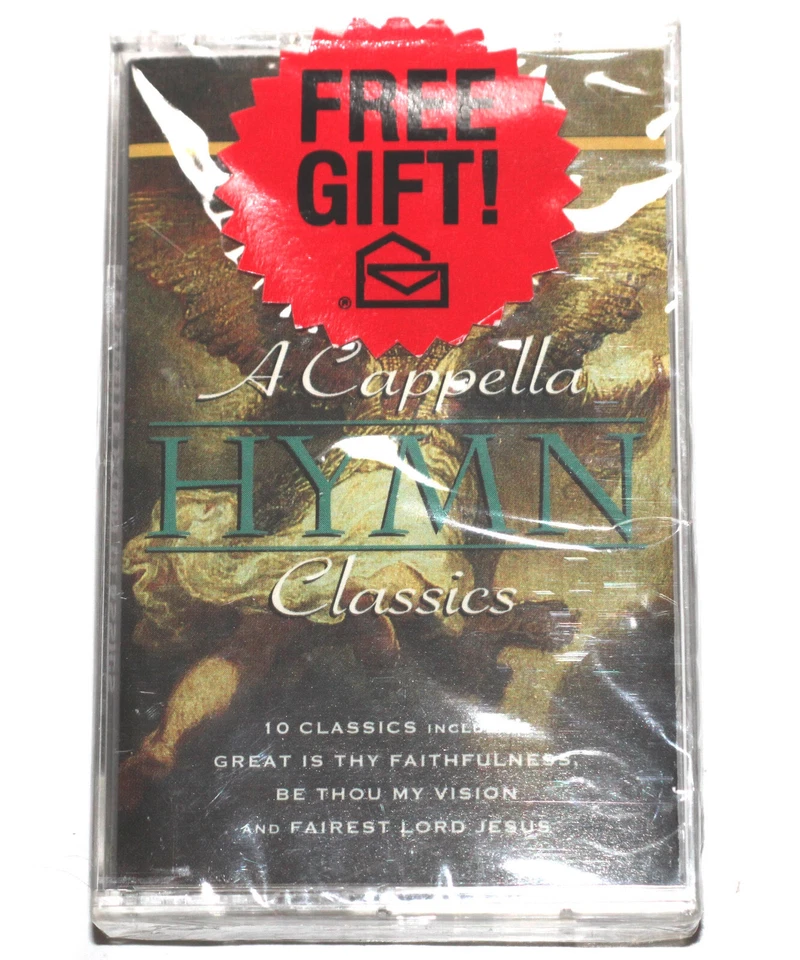 FREE
GIFT!
®
A Cappella
HYMN
Classics
10 CLASSICS
GREAT IS THY FAITHFULNESS,
BE THOU MY VISION
AND FAIREST LORD JESUS